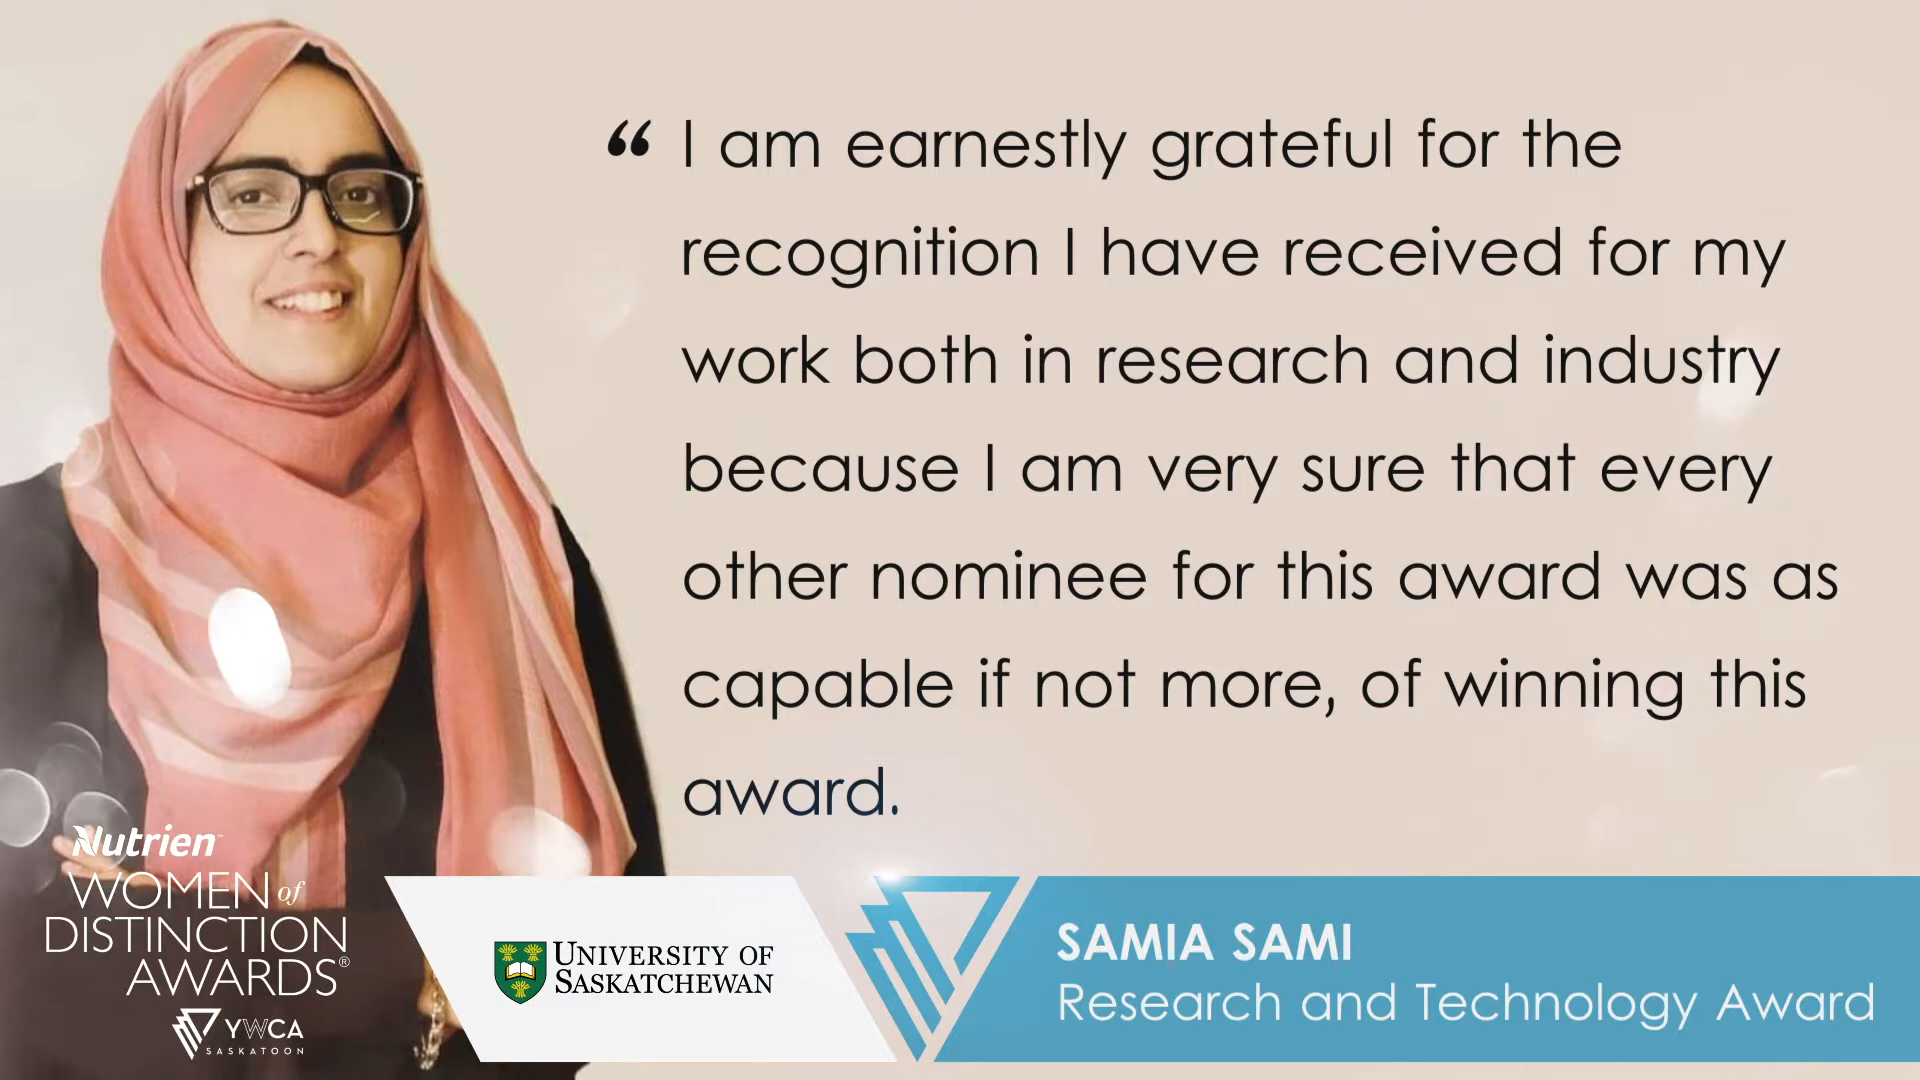 “ I am earnestly grateful for the
recognition I have received for my
work both in research and industry
because I am very sure that every
other nominee for this award was as
capable if not more, of winning this
award.
Nutrien™
WOMEN of
DISTINCTION
AWARDS®
YWCA
SASKATOON
UNIVERSITY OF
SASKATCHEWAN
SAMIA SAMI
Research and Technology Award